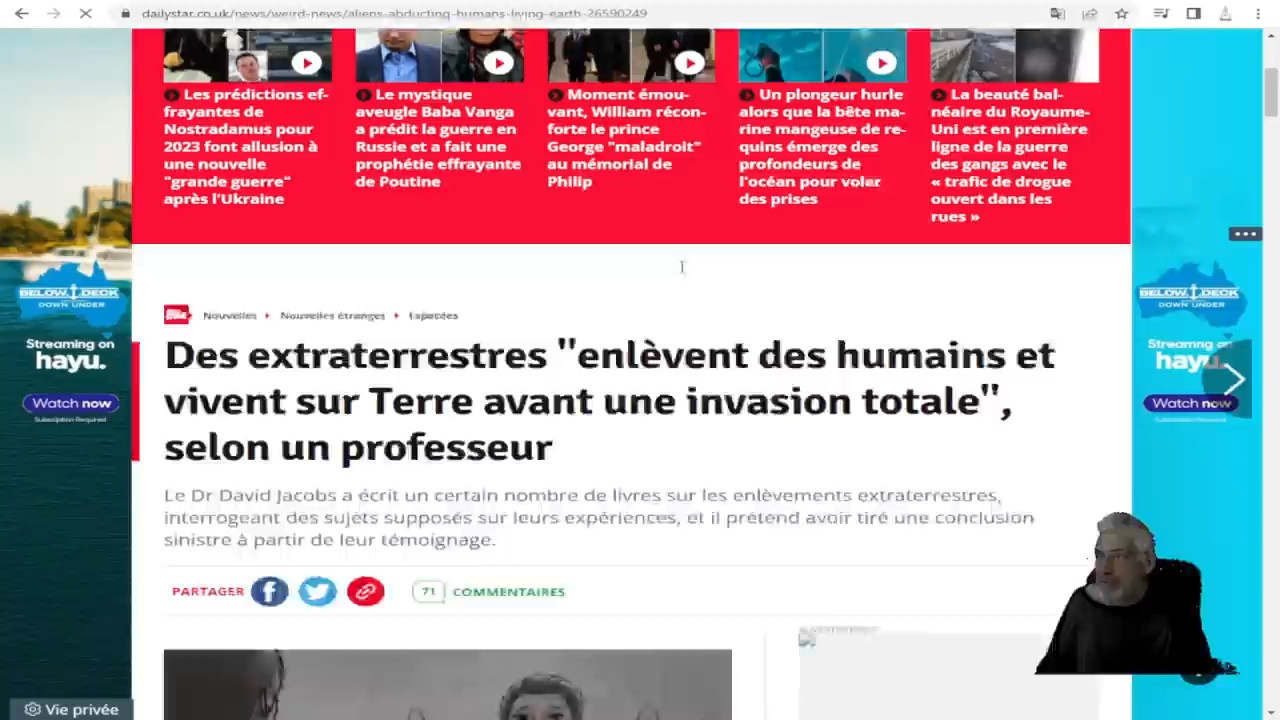 dailystar.co.uk/news/weird-news/aliens-abducting-humans-living-earth-26590249
Les prédictions ef-
frayantes de
Nostradamus pour
2023 font allusion à
une nouvelle
"grande guerre"
après l'Ukraine
Le mystique
aveugle Baba Vanga
a prédit la guerre en
Russie et a fait une
prophétie effrayante
de Poutine
Moment émou-
vant, William récon-
forte le prince
George "maladroit"
au mémorial de
Philip
Un plongeur hurle
alors que la bête ma-
rine mangeuse de re-
quins émerge des
profondeurs de
l'océan pour voler
des prises
La beauté bal-
néaire du Royaume-
Uni est en première
ligne de la guerre
des gangs avec le
« trafic de drogue
ouvert dans les
rues »
BELOW DECK
DOWN UNDER
Streaming on
hayu.
Watch now
Subscription Required
Nouvelles
Nouvelles étranges
Des extraterrestres "enlèvent des humains et
vivent sur Terre avant une invasion totale",
selon un professeur
Le Dr David Jacobs a écrit un certain nombre de livres sur les enlèvements extraterrestres,
interrogeant des sujets supposés sur leurs expériences, et il prétend avoir tiré une conclusion
sinistre à partir de leur témoignage.
PARTAGER
71 COMMENTAIRES
BELOW DECK
DOWN UNDER
Streaming on
hayu.
Watch now
Vie privée